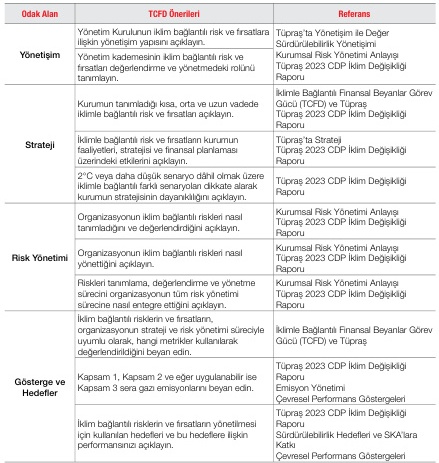 Odak Alan
TCFD Önerileri
Referans
Yönetişim
Yönetim Kurulunun iklim bağlantılı risk ve fırsatlara
ilişkin yönetişim yapısını açıklayın.
Yönetim kademesinin iklim bağlantılı risk ve
fırsatları değerlendirme ve yönetmedeki rolünü
tanımlayın.
Tüpraş’ta Yönetişim ile Değer
Sürdürülebilirlik Yönetişimi
Kurumsal Risk Yönetimi Anlayışı
Tüpraş 2023 CDP İklim Değişikliği
Raporu
Strateji
Kurumun tanımladığı kısa, orta ve uzun vadede
iklimle bağlantılı risk ve fırsatları açıklayın.
İklimle Bağlantılı Finansal Beyanlar Görev
Gücü (TCFD) ve Tüpraş
Tüpraş 2023 CDP İklim Değişikliği
Raporu
İklimle bağlantılı risk ve fırsatların kurumun
faaliyetleri, stratejisi ve finansal planlaması
üzerindeki etkilerini açıklayın.
Tüpraş’ta Strateji
Tüpraş 2023 CDP İklim Değişikliği
Raporu
2°C veya daha düşük senaryo dâhil olmak üzere
iklimle bağlantılı farklı senaryoları dikkate alarak
kurumun stratejisinin dayanıklılığını açıklayın.
Tüpraş 2023 CDP İklim Değişikliği
Raporu
Risk Yönetimi
Organizasyonun iklim bağlantılı riskleri nasıl
tanımladığını ve değerlendirdiğini açıklayın.
Kurumsal Risk Yönetimi Anlayışı
Tüpraş 2023 CDP İklim Değişikliği
Raporu
Organizasyonun iklim bağlantılı riskleri nasıl
yönettiğini açıklayın.
Kurumsal Risk Yönetimi Anlayışı
Tüpraş 2023 CDP İklim Değişikliği
Raporu
Riskleri tanımlama, değerlendirme ve yönetme
sürecini organizasyonun tüm risk yönetimi
sürecine nasıl entegre ettiğini açıklayın.
Kurumsal Risk Yönetimi Anlayışı
Tüpraş 2023 CDP İklim Değişikliği
Raporu
Gösterge ve
Hedefler
İklim bağlantılı risklerin ve fırsatların,
organizasyonun strateji ve risk yönetimi süreciyle
uyumlu olarak, hangi metrikler kullanılarak
değerlendirildiğini beyan edin.
İklimle Bağlantılı Finansal Beyanlar Görev
Gücü (TCFD) ve Tüpraş
Kapsam 1, Kapsam 2 ve eğer uygulanabilir ise
Kapsam 3 sera gazı emisyonlarını beyan edin.
Tüpraş 2023 CDP İklim Değişikliği
Raporu
Emisyon Yönetimi
Çevresel Performans Göstergeleri
İklim bağlantılı risklerin ve fırsatların yönetilmesi
için kullanılan hedefleri ve bu hedeflere ilişkin
performansınızı açıklayın.
Tüpraş 2023 CDP İklim Değişikliği
Raporu
Sürdürülebilirlik Hedefleri ve SKA’lara
Katkı
Çevresel Performans Göstergeleri